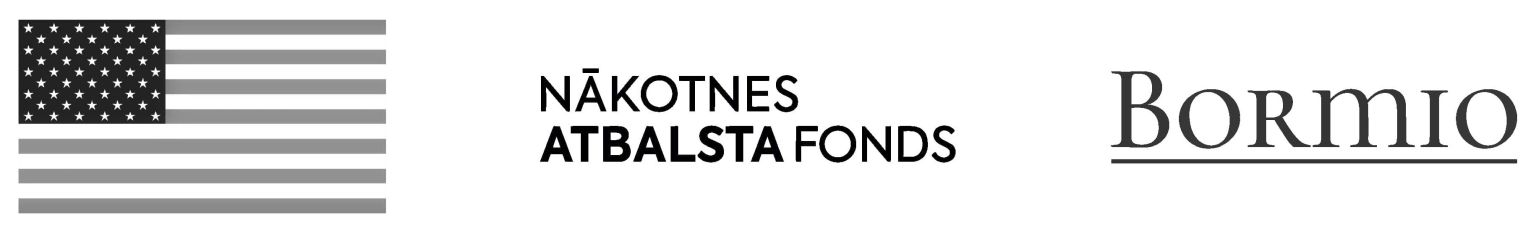 NĀKOTNES
ATBALSTA FONDS
BORMIO